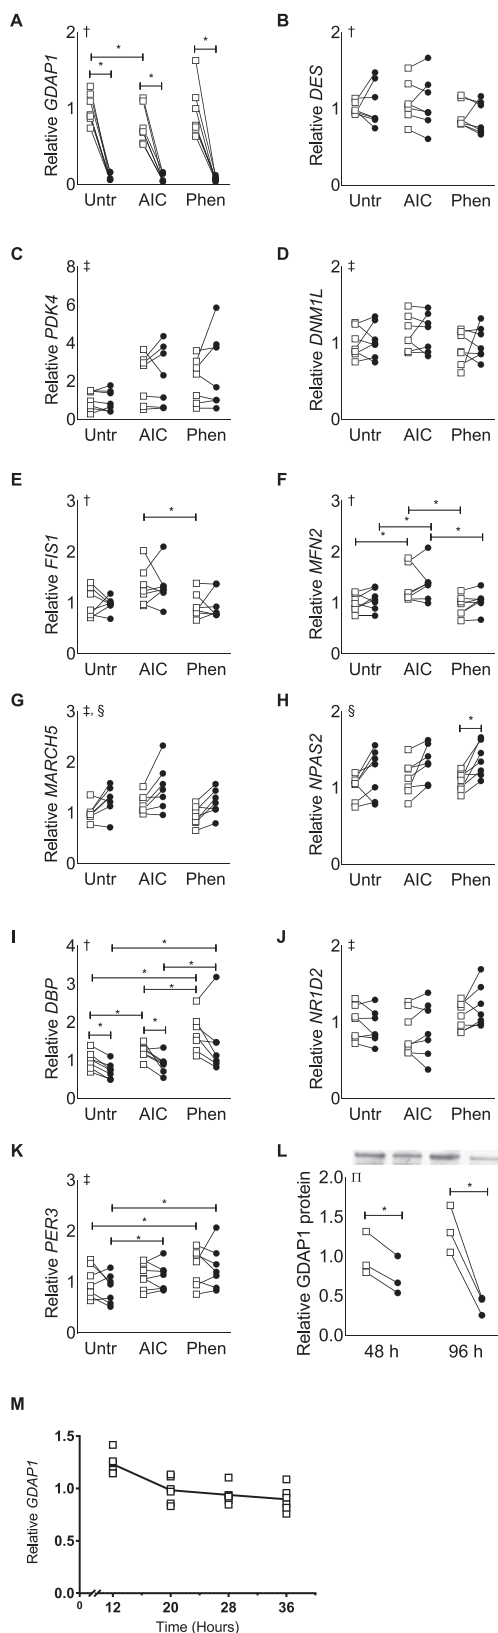 A
B
†
†
2
1
0
Relative GDAP1
*
*
*
*
Untr AIC Phen
2
1
0
Relative DES
Untr AIC Phen
C
D
‡
‡
8
6
4
2
0
Relative PDK4
Untr AIC Phen
2
1
0
Relative DNM1L
Untr AIC Phen
E
F
†
†
3
2
1
0
Relative FIS1
*
Untr AIC Phen
3
2
1
0
Relative MFN2
*
*
*
*
Untr AIC Phen
G
H
‡, §
§
3
2
1
0
Relative MARCH5
Untr AIC Phen
2
1
0
Relative NPAS2
*
Untr AIC Phen
I
J
†
‡
4
3
2
1
0
Relative DBP
*
*
*
*
*
*
*
Untr AIC Phen
2
1
0
Relative NR1D2
Untr AIC Phen
K
L
‡
Π
3
2
1
0
Relative PER3
*
*
*
Untr AIC Phen
2.0
1.5
1.0
0.5
0.0
Relative GDAP1 protein
*
*
48 h 96 h
M
1.5
1.0
0.5
0.0
Relative GDAP1
0 12 20 28 36
Time (Hours)